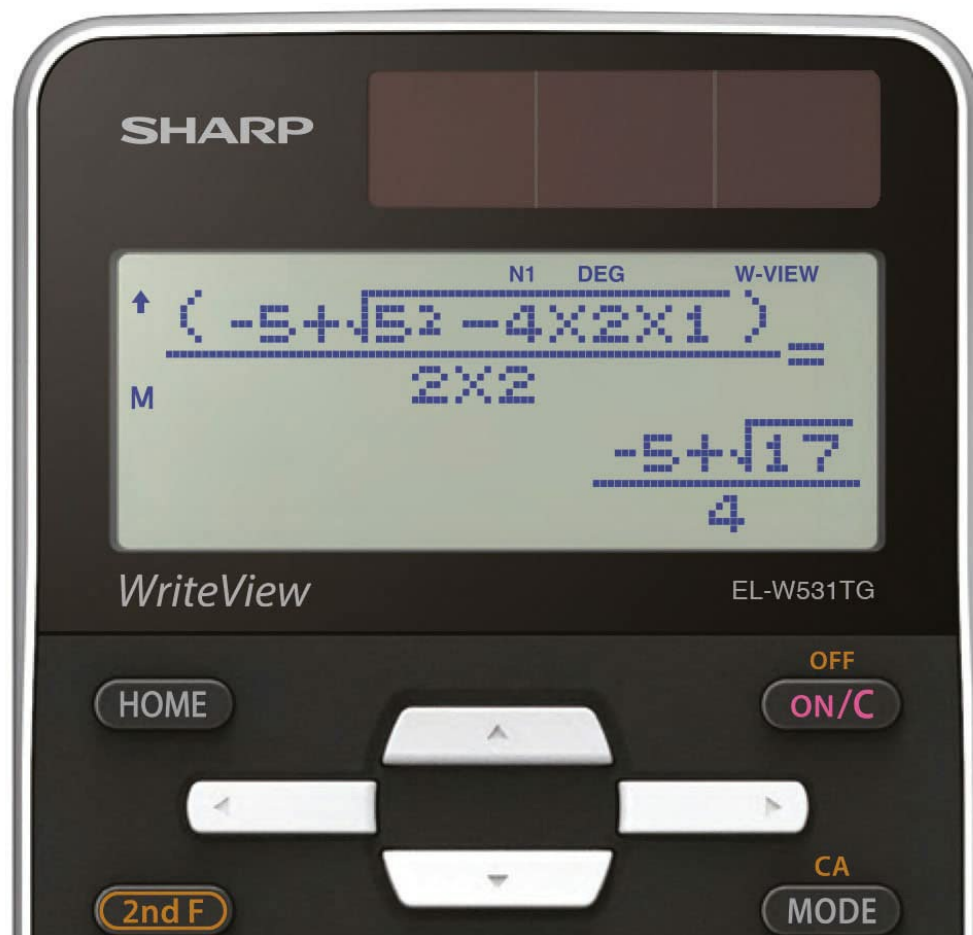 SHARP
N1 DEG W-VIEW
(-5+√5²-4×2×1)
=
M
2×2
-5+√17
4
WriteView EL-W531TG
OFF
HOME ON/C
CA
2nd F MODE